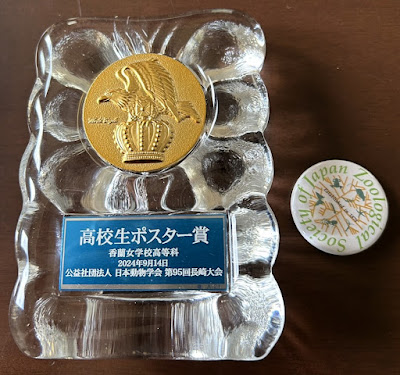 高校生ポスター賞
香蘭女学校高等科
2024年9月14日
公益社団法人 日本動物学会 第95回長崎大会
Zoological
Society of Japan